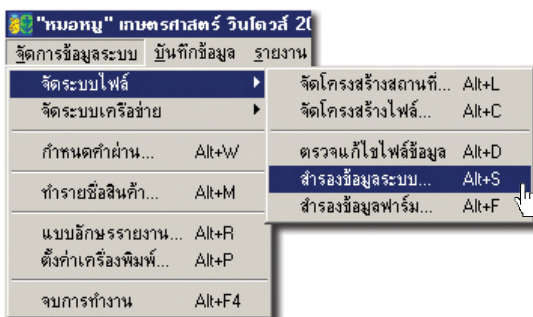 "หมอหมู" เกษตรศาสตร์ วินโดวส์ 20
จัดการข้อมูลระบบ บันทึกข้อมูล รายงาน
จัดระบบไฟล์
จัดระบบเครือข่าย
กำหนดคำผ่าน... Alt+W
ทำรายชื่อสินค้า... Alt+M
แบบอักษรรายงาน... Alt+R
ตั้งค่าเครื่องพิมพ์... Alt+P
จบการทำงาน Alt+F4
จัดโครงสร้างสถานที่... Alt+L
จัดโครงสร้างไฟล์... Alt+C
ตรวจแก้ไขไฟล์ข้อมูล Alt+D
สำรองข้อมูลระบบ... Alt+S
สำรองข้อมูลฟาร์ม... Alt+F